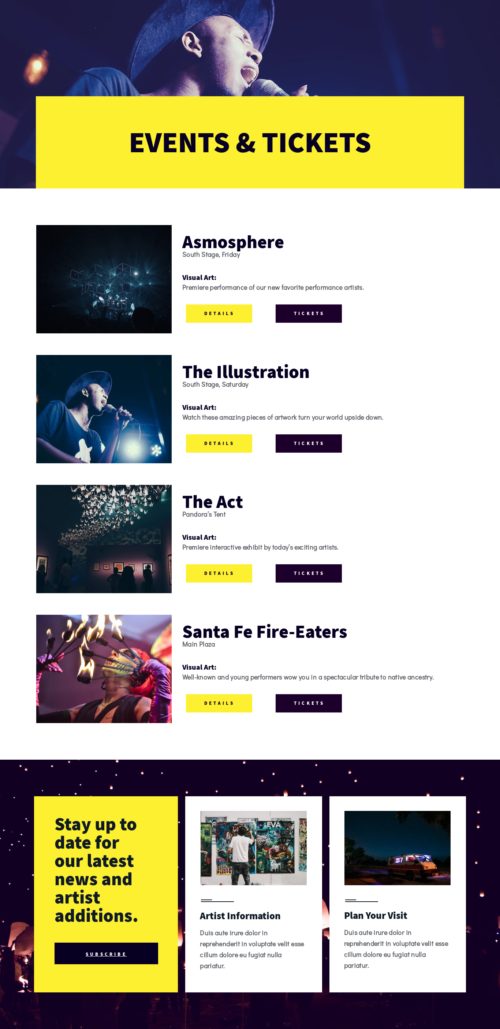 EVENTS & TICKETS
Asmosphere
South Stage, Friday
Visual Art:
Premiere performance of our new favorite performance artists.
DETAILS
TICKETS
The Illustration
South Stage, Saturday
Visual Art:
Watch these amazing pieces of artwork turn your world upside down.
DETAILS
TICKETS
The Act
Pandora's Tent
Visual Art:
Premiere interactive exhibit by today's exciting artists.
DETAILS
TICKETS
Santa Fe Fire-Eaters
Main Plaza
Visual Art:
Well-known and young performers wow you in a spectacular tribute to native ancestry.
DETAILS
TICKETS
Stay up to
date for
our latest
news and
artist
additions.
SUBSCRIBE
Artist Information
Duis aute irure dolor in
reprehenderit in voluptate velit esse
cillum dolore eu fugiat nulla
pariatur.
Plan Your Visit
Duis aute irure dolor in
reprehenderit in voluptate velit esse
cillum dolore eu fugiat nulla
pariatur.